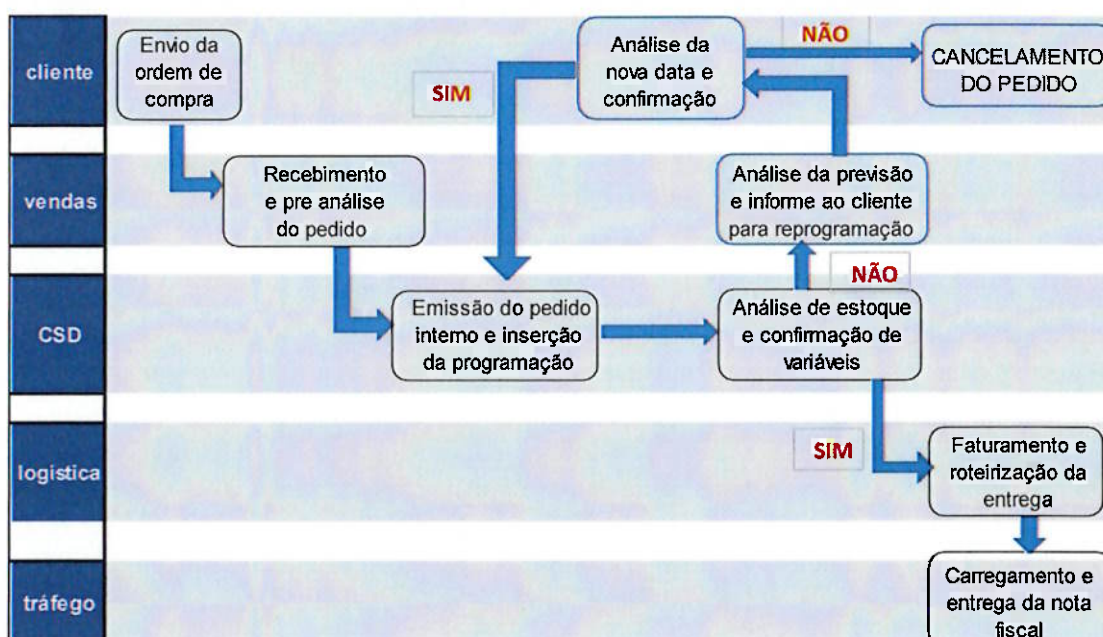 cliente
Envio da
ordem de
compra
SIM
Análise da
nova data e
confirmação
NÃO
CANCELAMENTO
DO PEDIDO
vendas
Recebimento
e pre análise
do pedido
Análise da previsão
e informe ao cliente
para reprogramação
NÃO
CSD
Emissão do pedido
interno e inserção
da programação
Análise de estoque
e confirmação de
variáveis
SIM
logística
Faturamento e
roteirização da
entrega
tráfego
Carregamento e
entrega da nota
fiscal